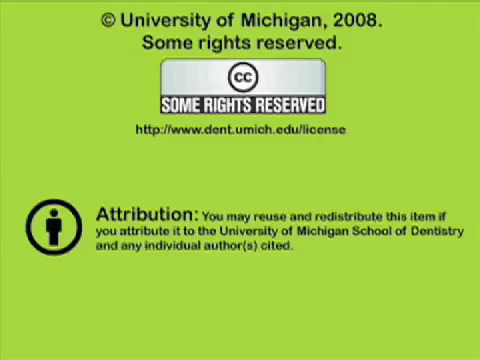 © University of Michigan, 2008.
Some rights reserved.
cc
SOME RIGHTS RESERVED
http://www.dent.umich.edu/license
Attribution: You may reuse and redistribute this item if
you attribute it to the University of Michigan School of Dentistry
and any individual author(s) cited.